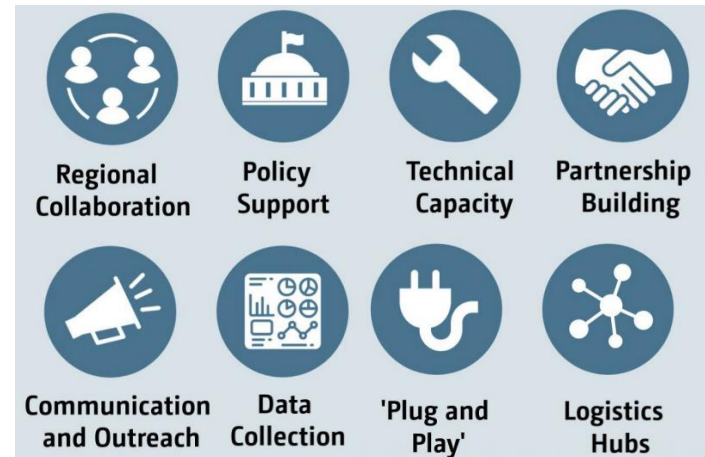 Regional
Collaboration
Policy
Support
Technical
Capacity
Partnership
Building
Communication
and Outreach
Data
Collection
'Plug and
Play'
Logistics
Hubs